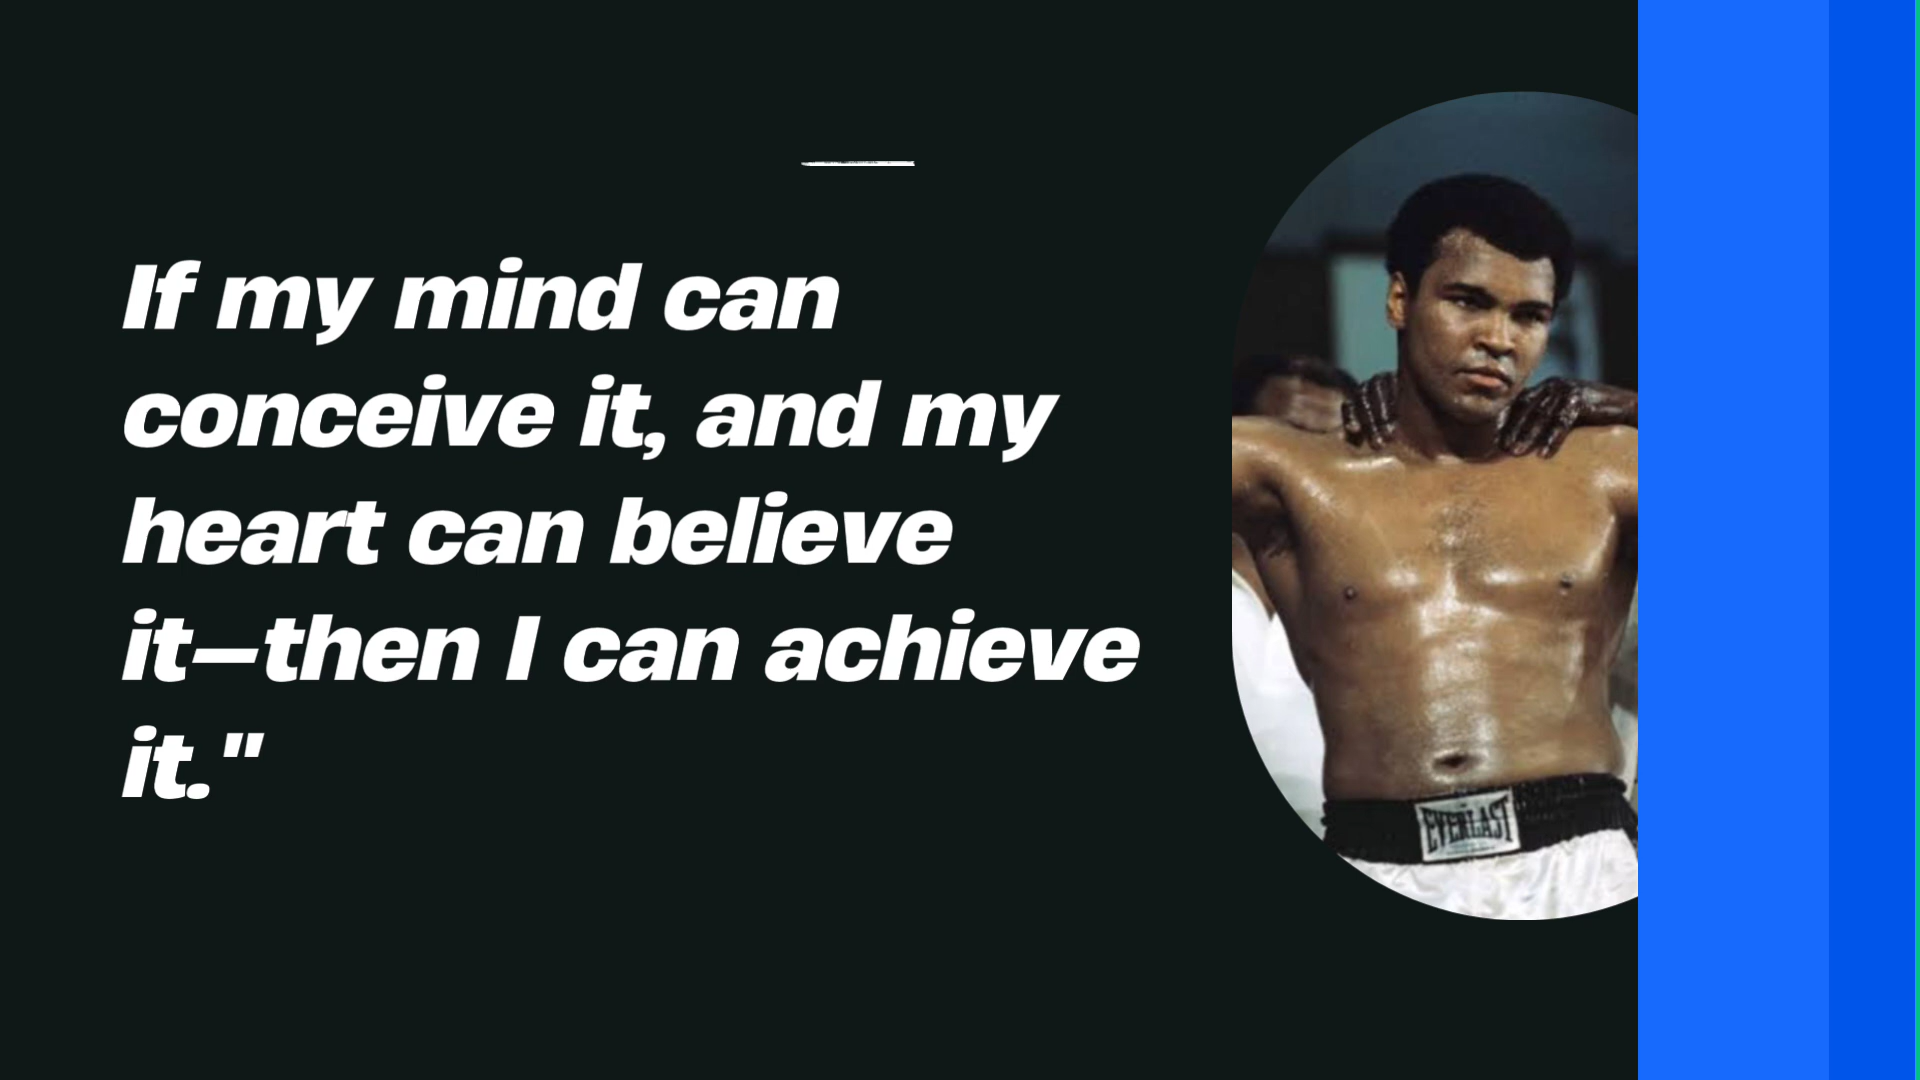 If my mind can
conceive it, and my
heart can believe
it—then I can achieve
it."
EVERLAST